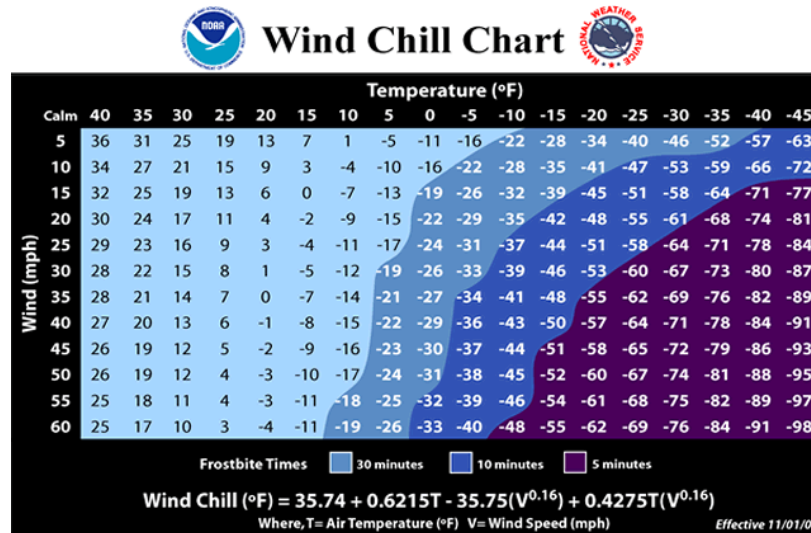 NOAA
Wind Chill Chart
NATIONAL WEATHER SERVICE
Temperature (ºF)
Calm 40 35 30 25 20 15 10 5 0 -5 -10 -15 -20 -25 -30 -35 -40 -45
Wind (mph)
5 36 31 25 19 13 7 1 -5 -11 -16 -22 -28 -34 -40 -46 -52 -57 -63
10 34 27 21 15 9 3 -4 -10 -16 -22 -28 -35 -41 -47 -53 -59 -66 -72
15 32 25 19 13 6 0 -7 -13 -19 -26 -32 -39 -45 -51 -58 -64 -71 -77
20 30 24 17 11 4 -2 -9 -15 -22 -29 -35 -42 -48 -55 -61 -68 -74 -81
25 29 23 16 9 3 -4 -11 -17 -24 -31 -37 -44 -51 -58 -64 -71 -78 -84
30 28 22 15 8 1 -5 -12 -19 -26 -33 -39 -46 -53 -60 -67 -73 -80 -87
35 28 21 14 7 0 -7 -14 -21 -27 -34 -41 -48 -55 -62 -69 -76 -82 -89
40 27 20 13 6 -1 -8 -15 -22 -29 -36 -43 -50 -57 -64 -71 -78 -84 -91
45 26 19 12 5 -2 -9 -16 -23 -30 -37 -44 -51 -58 -65 -72 -79 -86 -93
50 26 19 12 4 -3 -10 -17 -24 -31 -38 -45 -52 -60 -67 -74 -81 -88 -95
55 25 18 11 4 -3 -11 -18 -25 -32 -39 -46 -54 -61 -68 -75 -82 -89 -97
60 25 17 10 3 -4 -11 -19 -26 -33 -40 -48 -55 -62 -69 -76 -84 -91 -98
Frostbite Times 30 minutes 10 minutes 5 minutes
Wind Chill (ºF) = 35.74 + 0.6215T - 35.75(V^0.16) + 0.4275T(V^0.16)
Where, T= Air Temperature (ºF) V= Wind Speed (mph) Effective 11/01/0